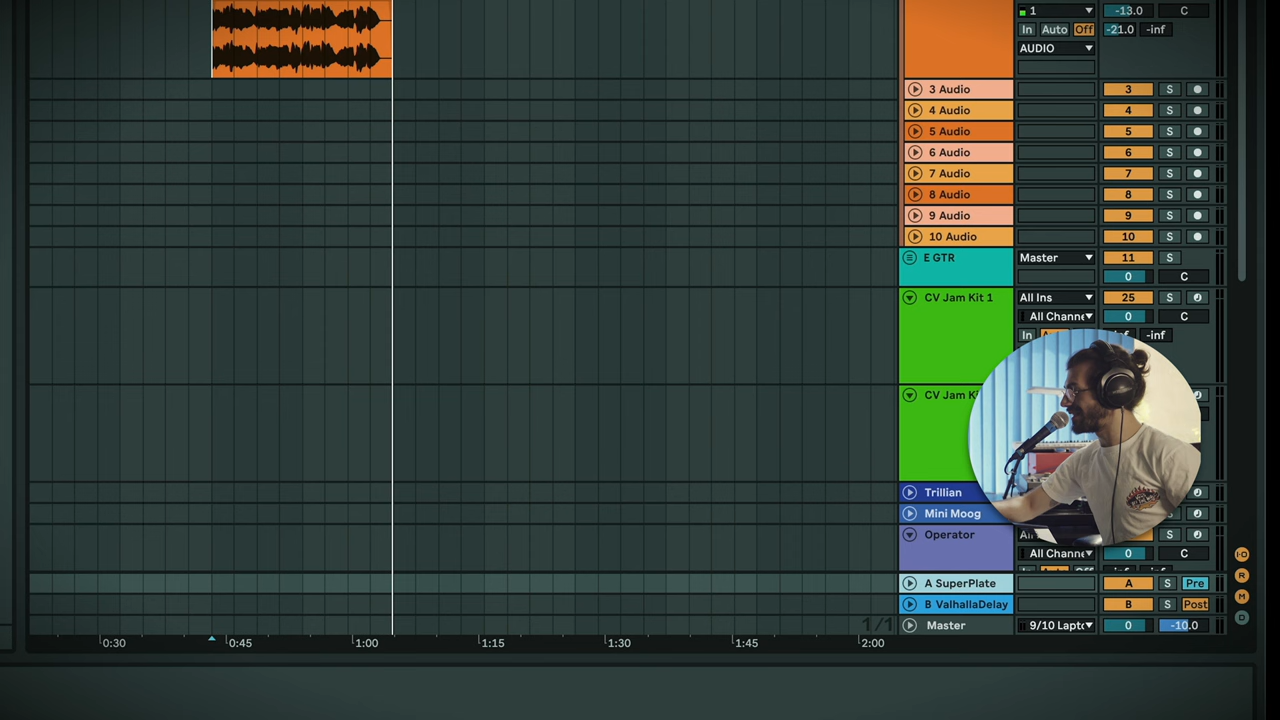 1 -13.0 C
In Auto Off -21.0 -inf
AUDIO
3 Audio 3 S
4 Audio 4 S
5 Audio 5 S
6 Audio 6 S
7 Audio 7 S
8 Audio 8 S
9 Audio 9 S
10 Audio 10 S
E GTR Master 11 S
0 C
CV Jam Kit 1 All Ins 25 S
All Channe 0 C
In -inf
CV Jam Ki
Trillian
Mini Moog S
Operator S
All Channe 0 C
A SuperPlate A S Pre
B ValhallaDelay B S Post
1/1
Master 9/10 Lapto 0 -10.0
0:30 0:45 1:00 1:15 1:30 1:45 2:00
I·O
R
M
D